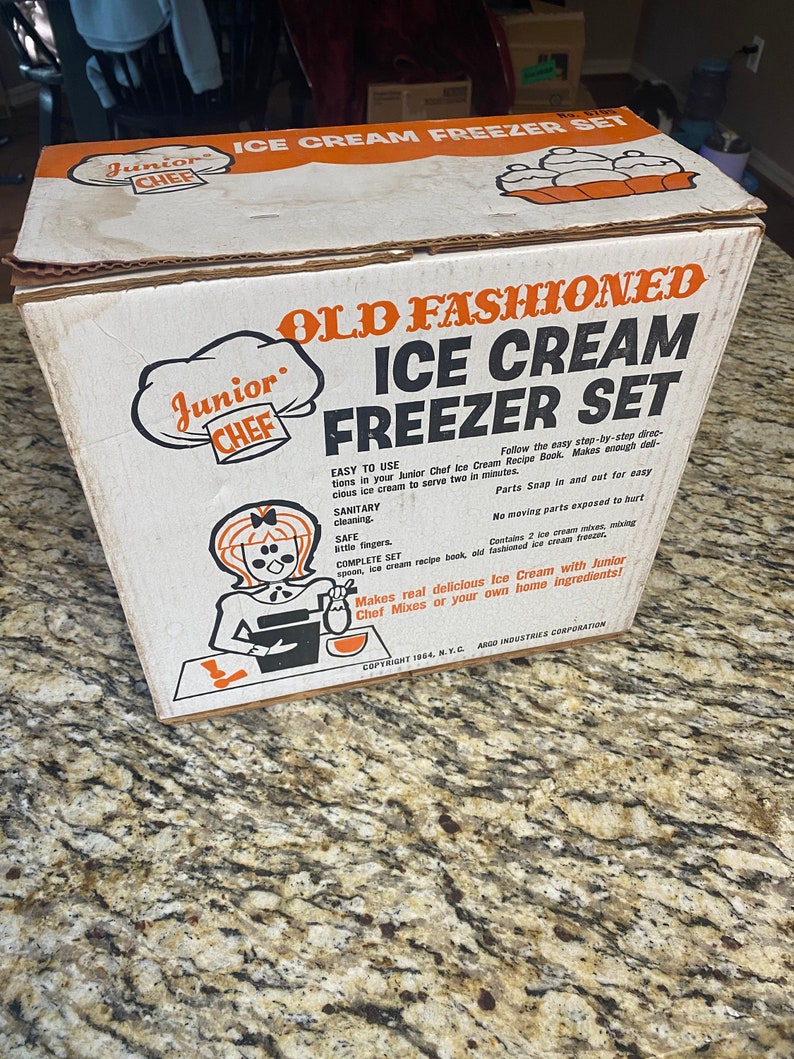 Junior®
CHEF
ICE CREAM FREEZER SET
OLD FASHIONED
ICE CREAM
FREEZER SET
Junior®
CHEF
EASY TO USE Follow the easy step-by-step direc-
tions in your Junior Chef Ice Cream Recipe Book. Makes enough deli-
cious ice cream to serve two in minutes.
SANITARY Parts Snap in and out for easy
cleaning.
SAFE No moving parts exposed to hurt
little fingers.
COMPLETE SET Contains 2 ice cream mixes, mixing
spoon, ice cream recipe book, old fashioned ice cream freezer.
Makes real delicious Ice Cream with Junior
Chef Mixes or your own home ingredients!
COPYRIGHT 1964, N.Y.C. ARGO INDUSTRIES CORPORATION